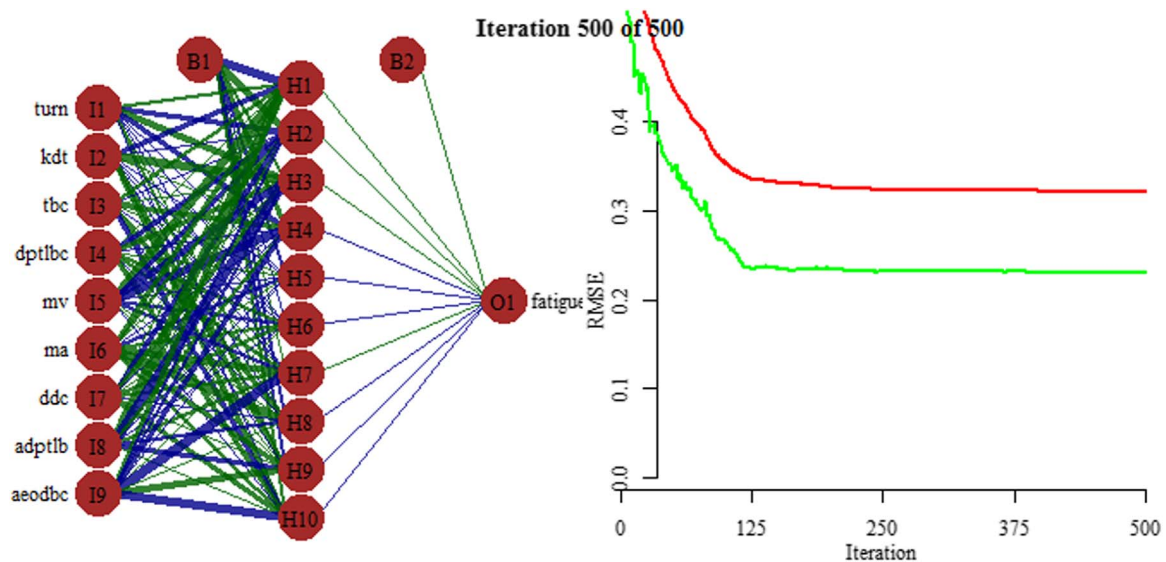 Iteration 500 of 500
B1
B2
turn I1 H1
kdt I2 H2
tbc I3 H3
dptlbc I4 H4
mv I5 H5
ma I6 H6
ddc I7 H7
adptlb I8 H8
aeodbc I9 H9
H10
O1 fatigue
RMSE
0.4
0.3
0.2
0.1
0.0
0 125 250 375 500
Iteration